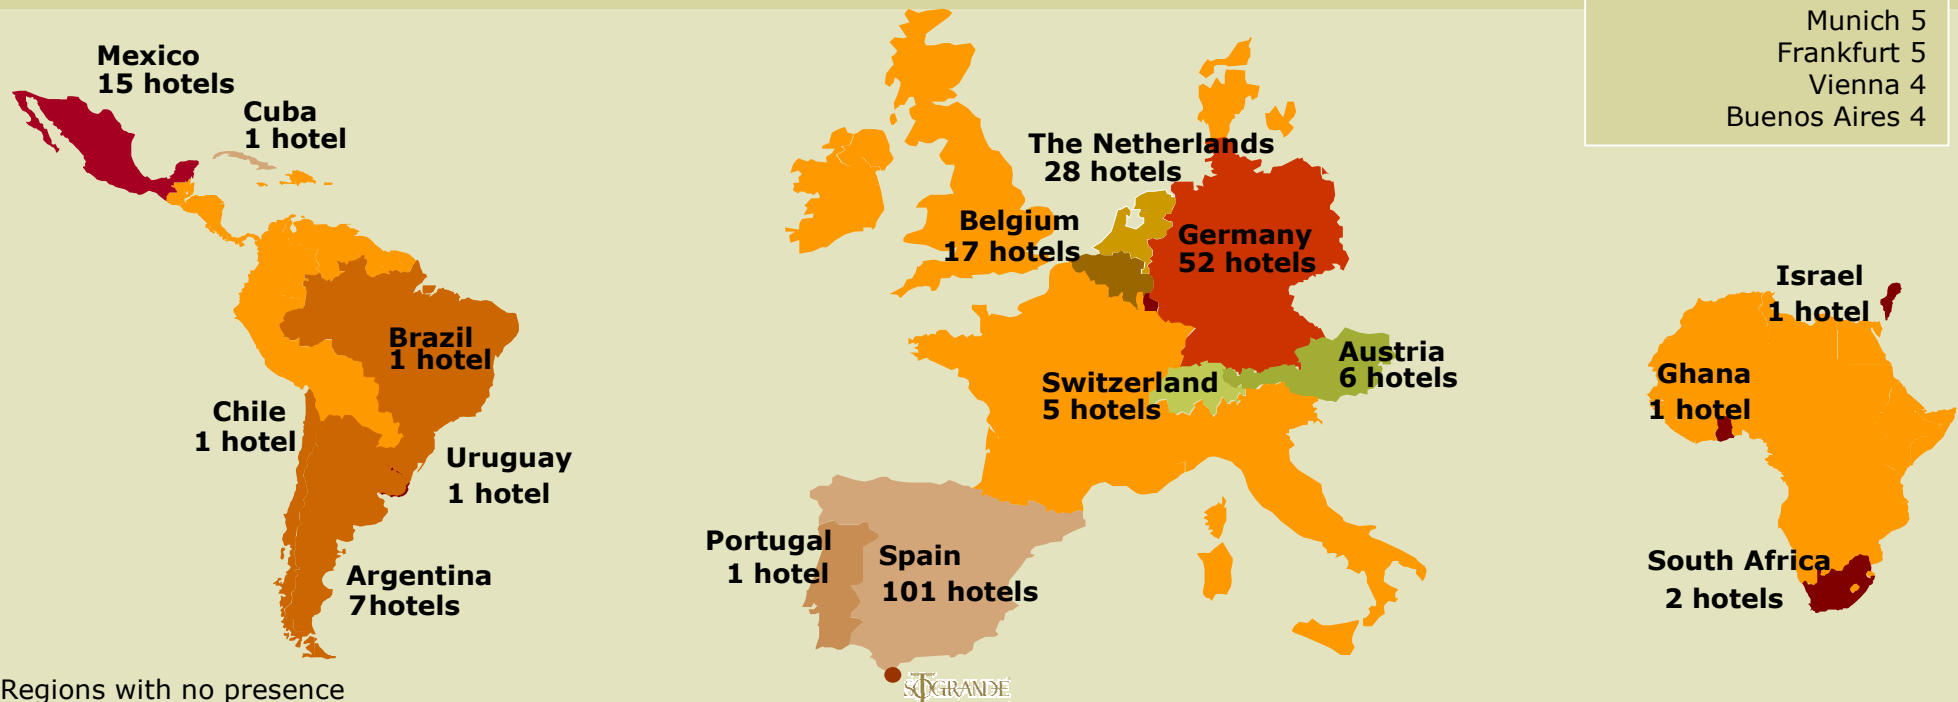 Munich 5
Frankfurt 5
Vienna 4
Buenos Aires 4
Mexico
15 hotels
Cuba
1 hotel
The Netherlands
28 hotels
Belgium
17 hotels
Germany
52 hotels
Israel
1 hotel
Brazil
1 hotel
Austria
6 hotels
Switzerland
5 hotels
Ghana
1 hotel
Chile
1 hotel
Uruguay
1 hotel
Portugal
1 hotel
Spain
101 hotels
Argentina
7hotels
South Africa
2 hotels
Regions with no presence
SOTOGRANDE